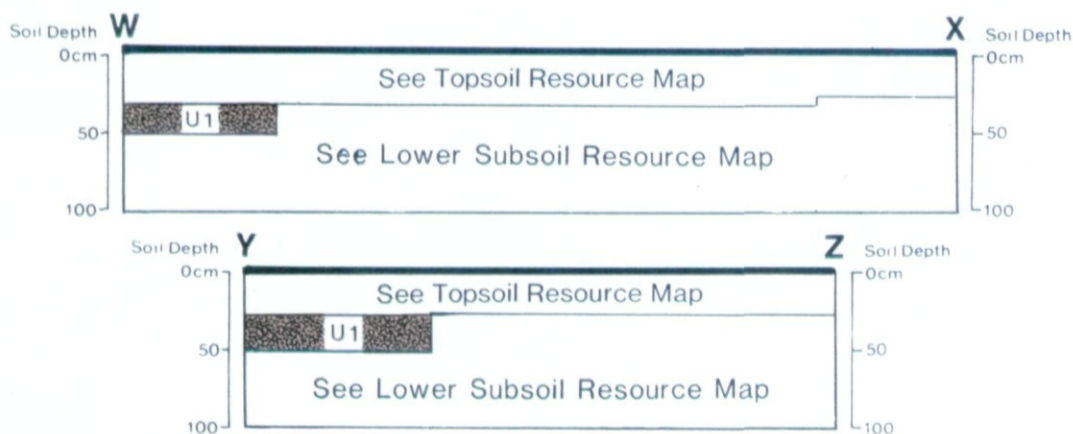 Soil Depth W X Soil Depth
0cm 0cm
See Topsoil Resource Map
U1
50 50
See Lower Subsoil Resource Map
100 100
Soil Depth Y Z Soil Depth
0cm 0cm
See Topsoil Resource Map
U1
50 50
See Lower Subsoil Resource Map
100 100